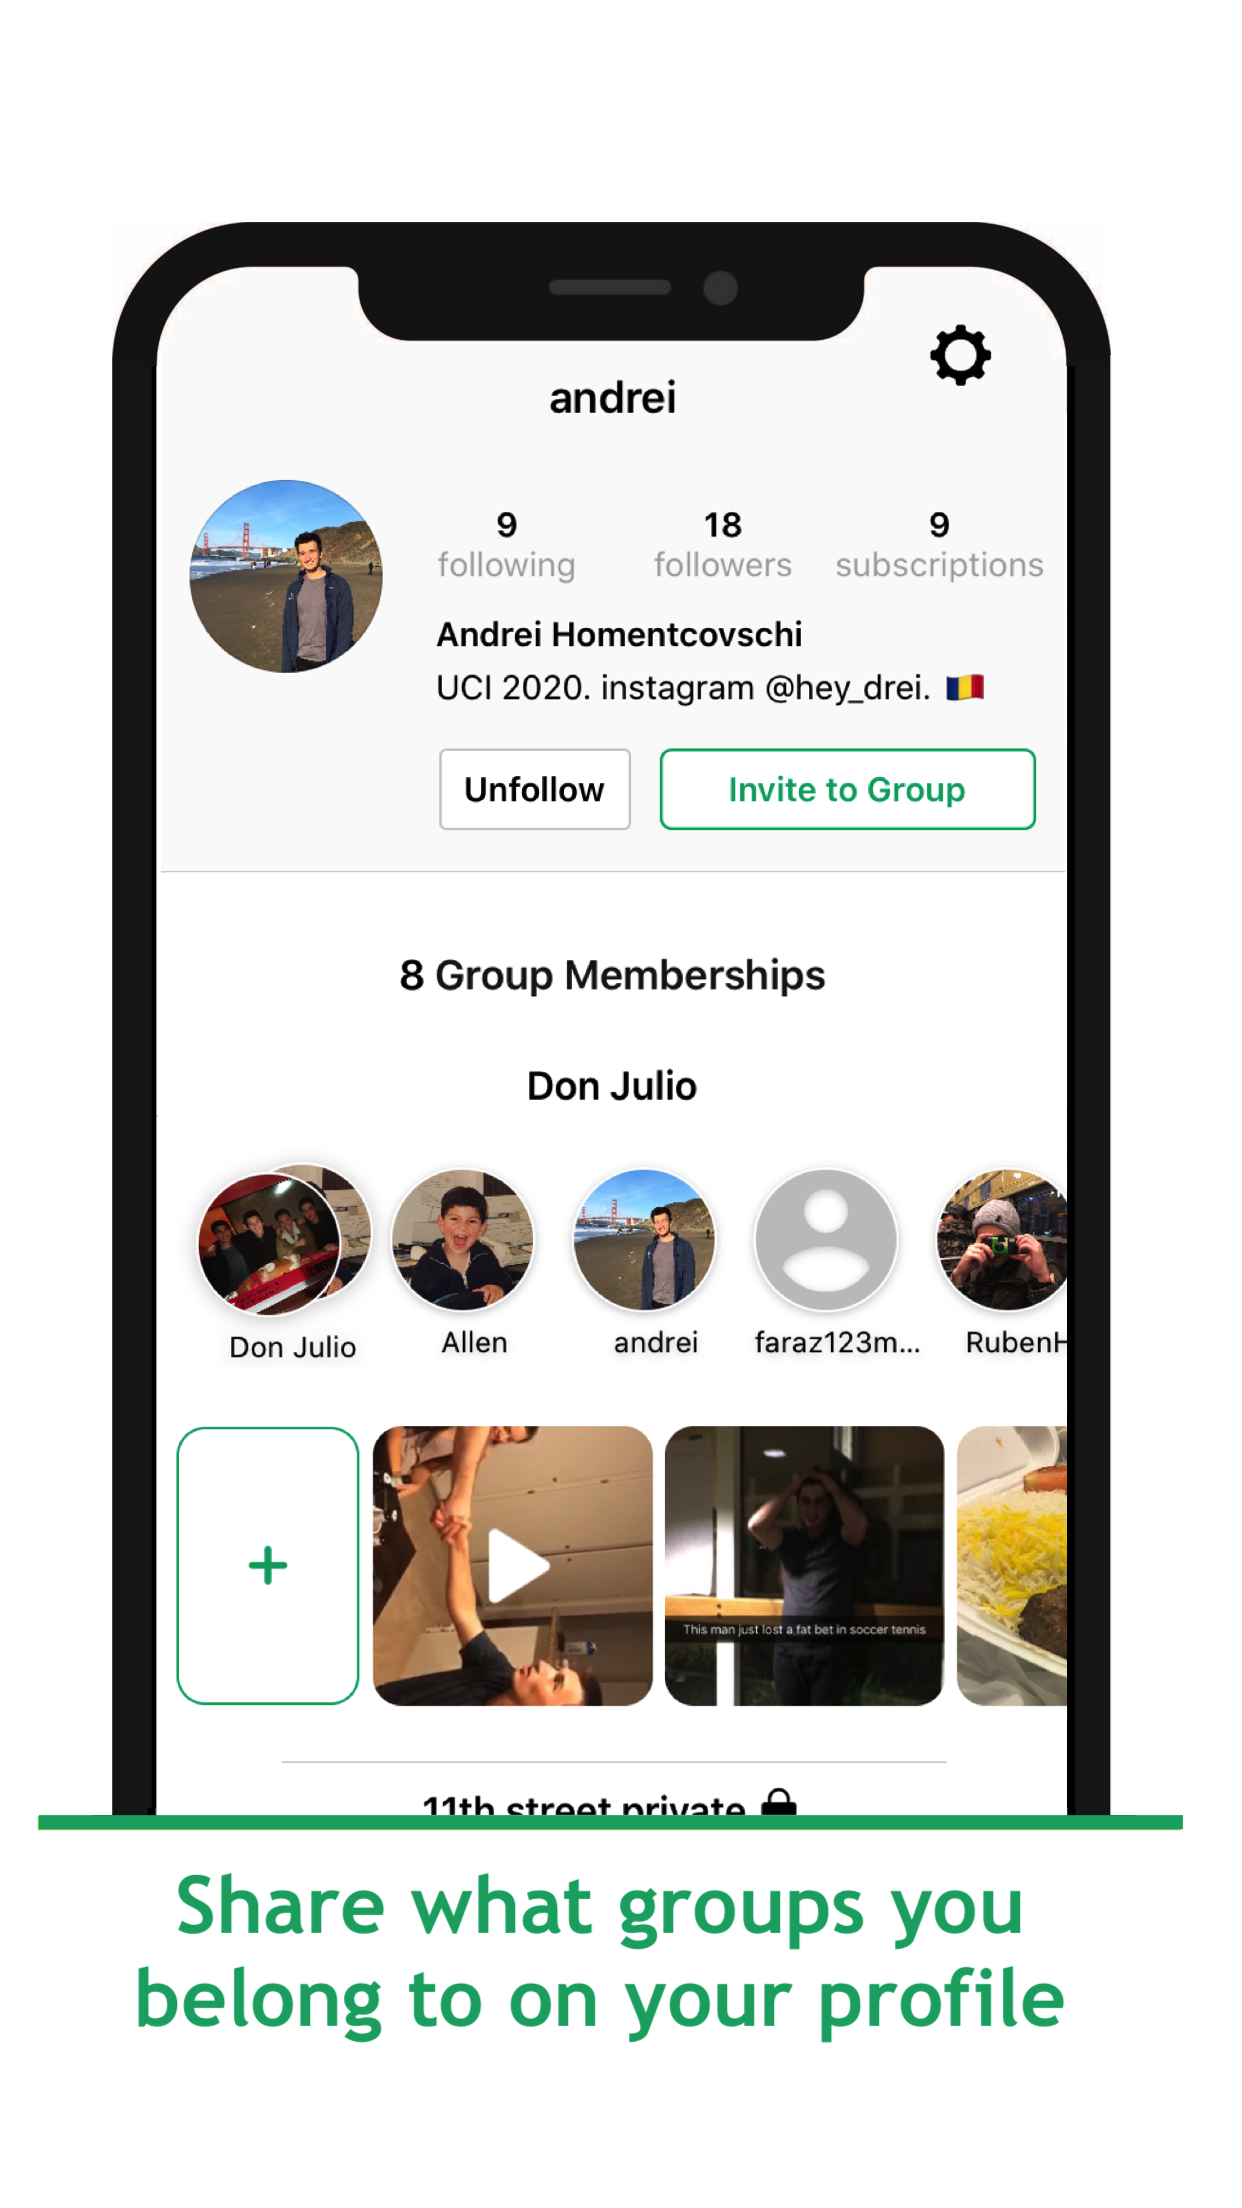 andrei
9 18 9
following followers subscriptions
Andrei Homentcovschi
UCI 2020. instagram @hey_drei. 🇷🇴
Unfollow Invite to Group
8 Group Memberships
Don Julio
Don Julio Allen andrei faraz123m... RubenH
+
This man just lost a fat bet in soccer tennis
11th street private
Share what groups you
belong to on your profile